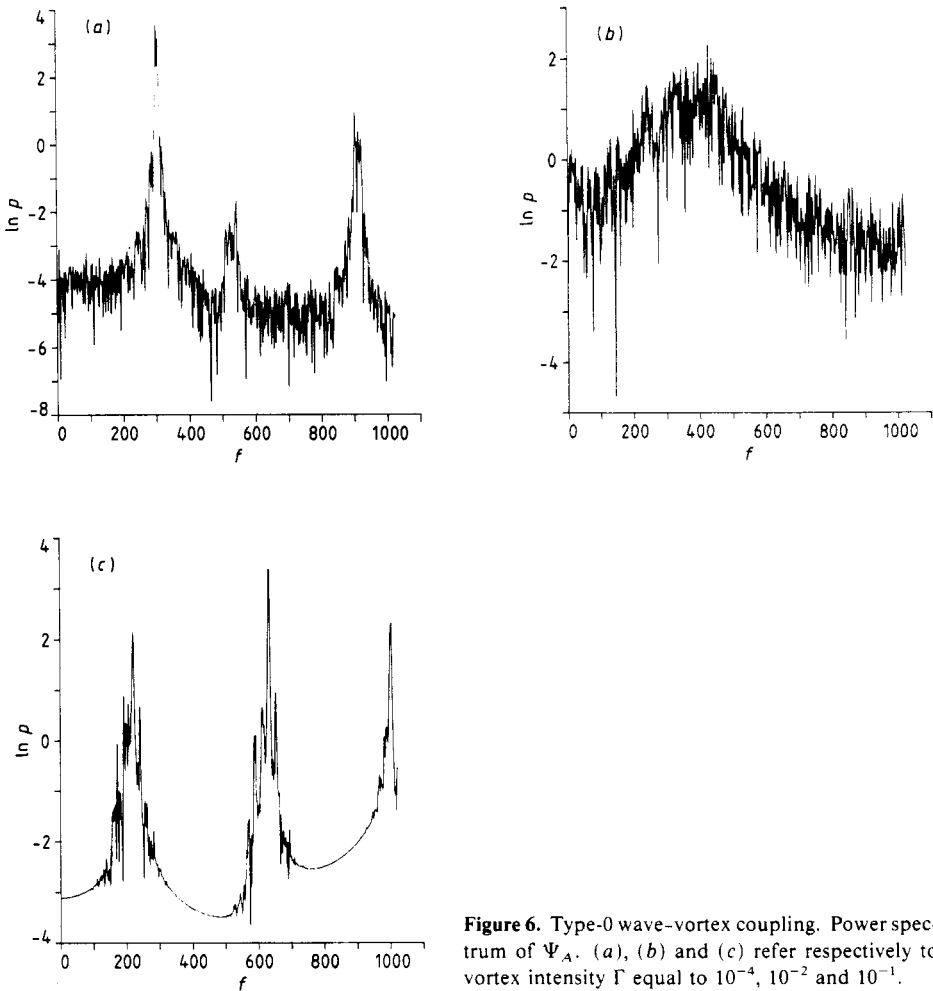 (a)
4
2
0
-2
-4
-6
-8
ln p
0 200 400 600 800 1000
f
(b)
2
0
-2
-4
ln p
0 200 400 600 800 1000
f
(c)
4
2
0
-2
-4
ln p
0 200 400 600 800 1000
f
Figure 6. Type-0 wave-vortex coupling. Power spec-
trum of Ψ_A. (a), (b) and (c) refer respectively to
vortex intensity Γ equal to 10⁻⁴, 10⁻² and 10⁻¹.